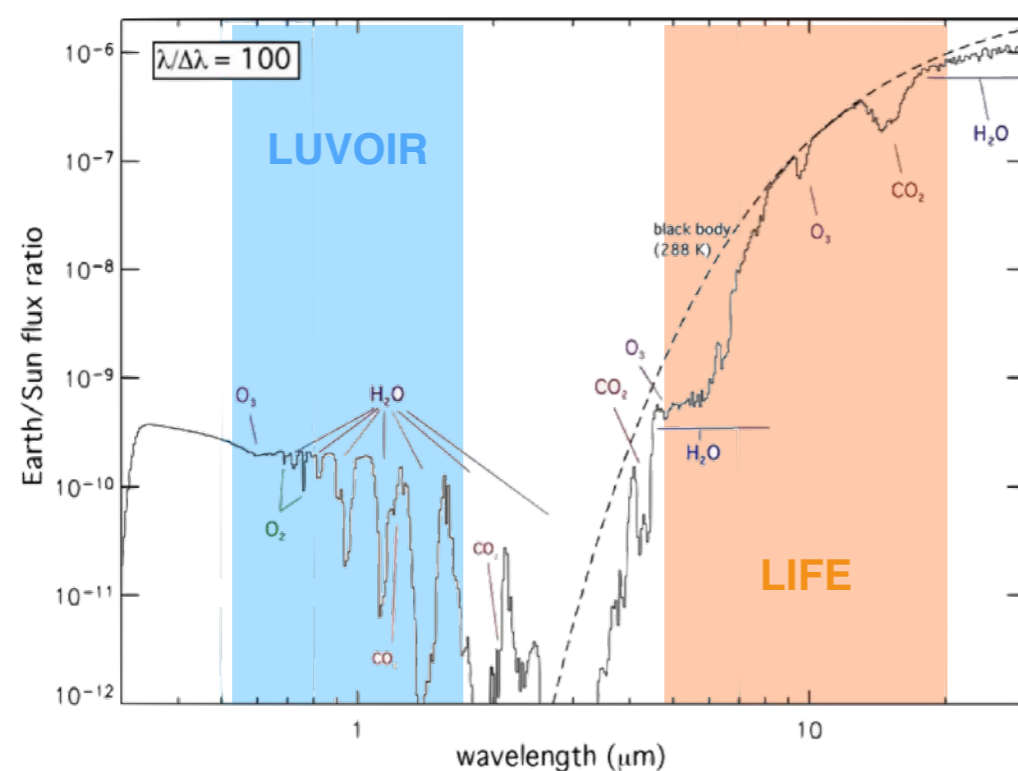 10⁻⁶
λ/Δλ = 100
LUVOIR
H₂O
10⁻⁷
CO₂
O₃
black body
(288 K)
10⁻⁸
Earth/Sun flux ratio
O₃
10⁻⁹
CO₂
O₃
H₂O
H₂O
10⁻¹⁰
O₂
CO₂
LIFE
10⁻¹¹
CO₂
10⁻¹²
1
10
wavelength (μm)